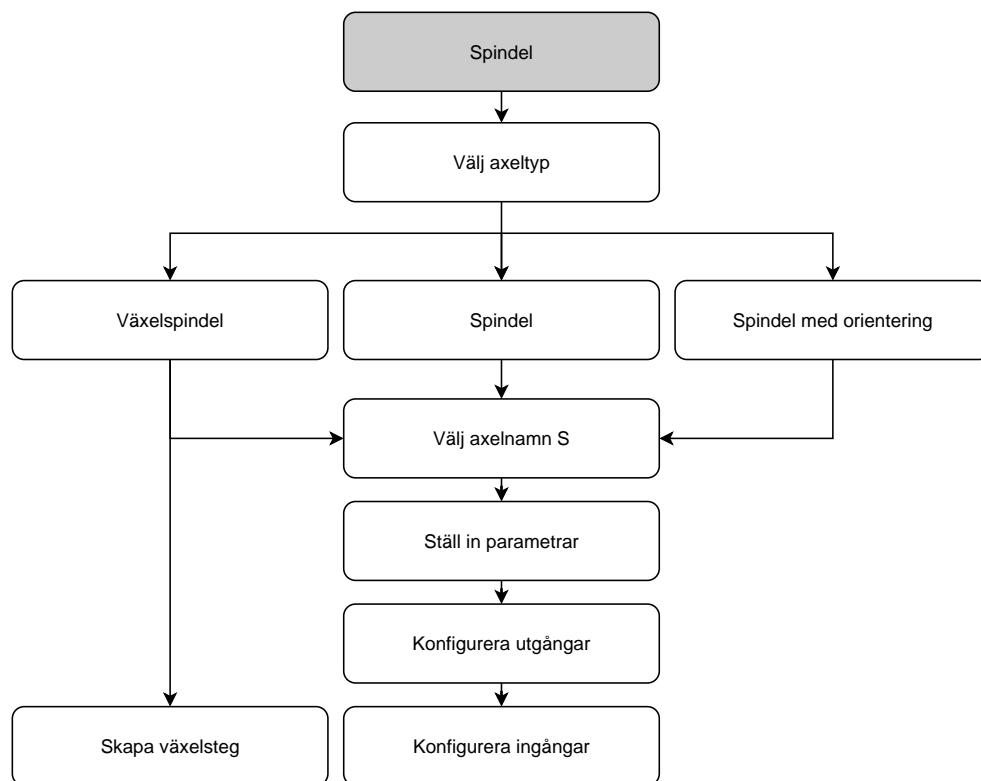 Spindel
Välj axeltyp
Växelspindel
Spindel
Spindel med orientering
Välj axelnamn S
Ställ in parametrar
Konfigurera utgångar
Skapa växelsteg
Konfigurera ingångar